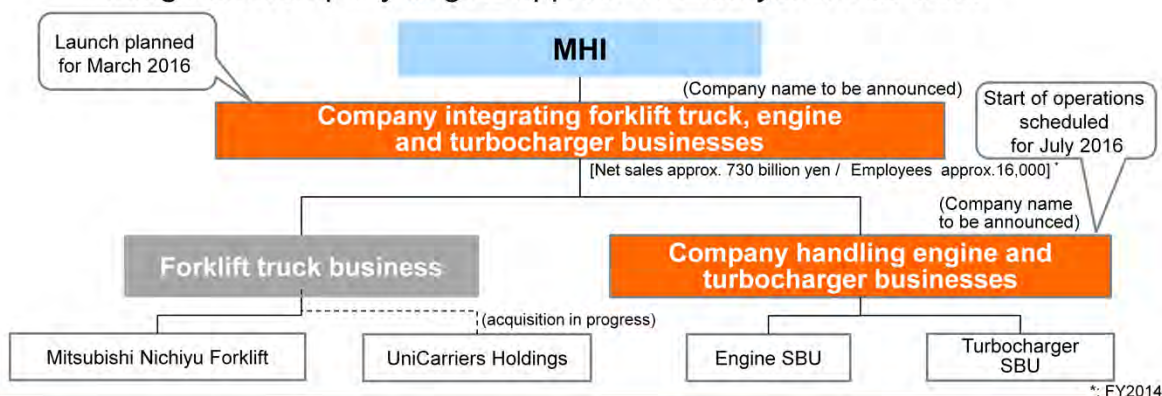 Launch planned
for March 2016
MHI
(Company name to be announced)
Company integrating forklift truck, engine
and turbocharger businesses
Start of operations
scheduled
for July 2016
[Net sales approx. 730 billion yen / Employees approx.16,000] *
(Company name
to be announced)
Forklift truck business
Company handling engine and
turbocharger businesses
(acquisition in progress)
Mitsubishi Nichiyu Forklift
UniCarriers Holdings
Engine SBU
Turbocharger
SBU
*: FY2014